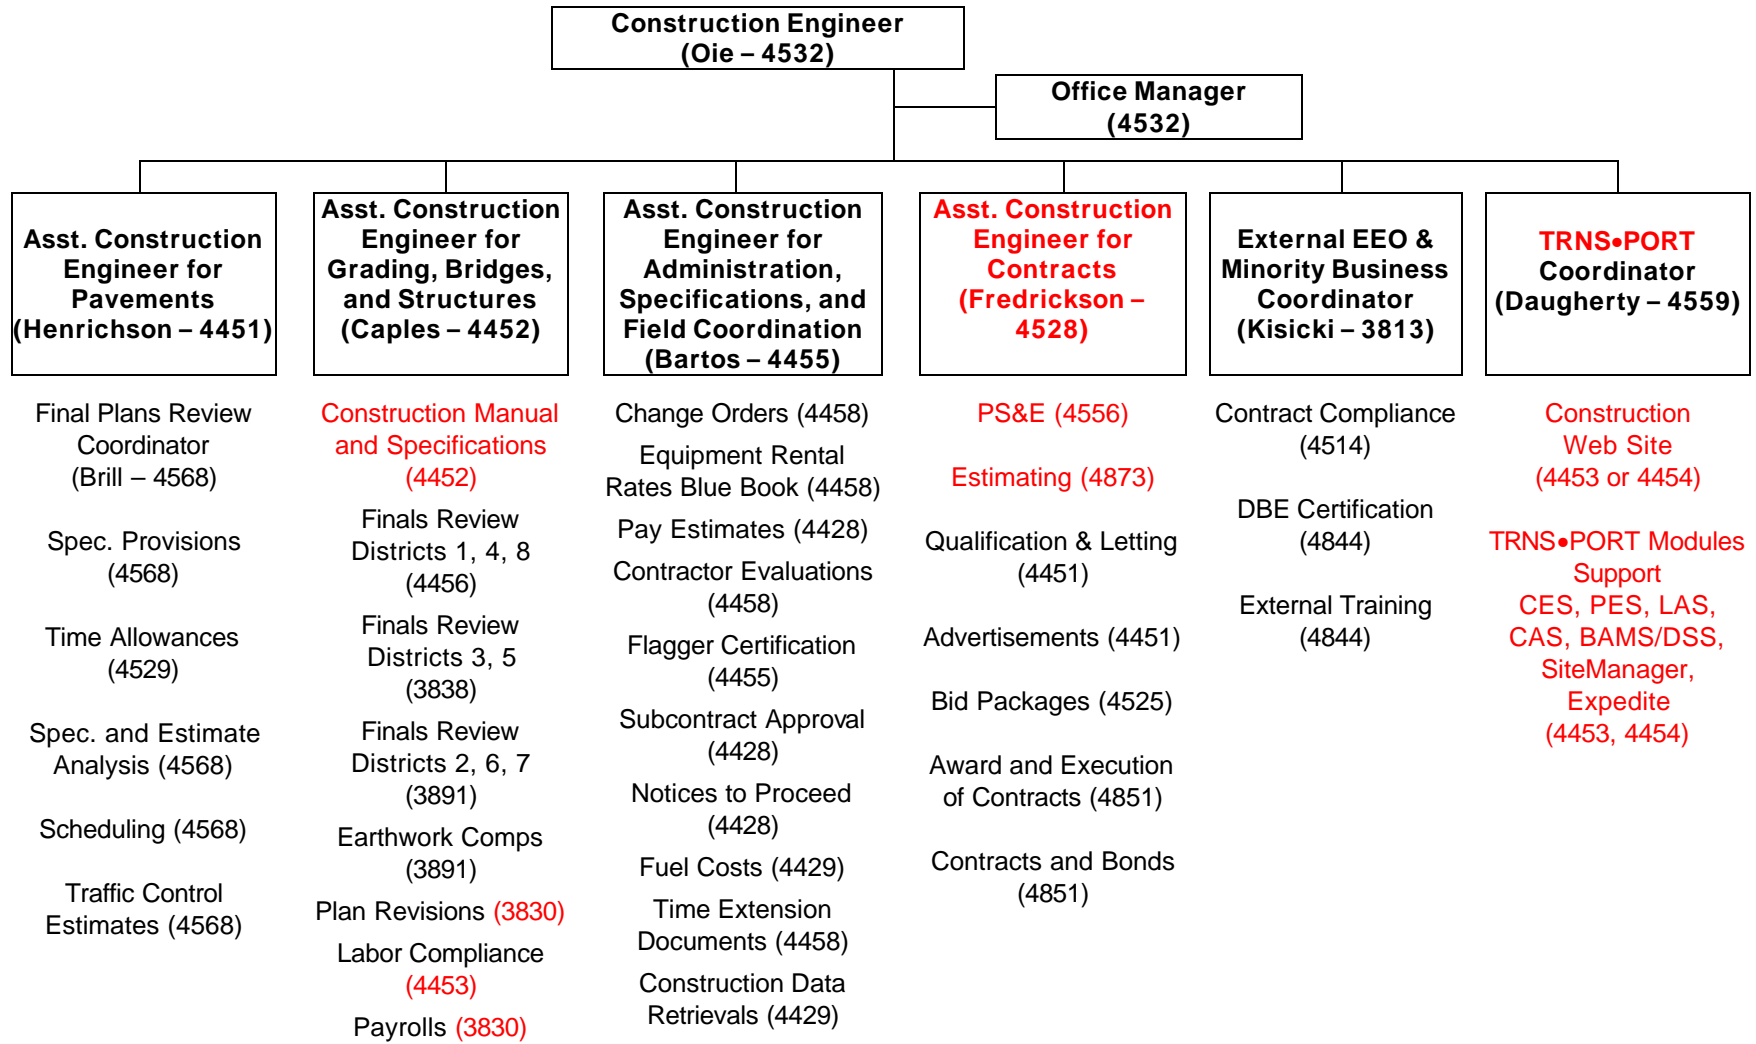 Construction Engineer
(Oie – 4532)
Office Manager
(4532)
Asst. Construction
Engineer for
Pavements
(Henrichson – 4451)
Final Plans Review
Coordinator
(Brill – 4568)
Spec. Provisions
(4568)
Time Allowances
(4529)
Spec. and Estimate
Analysis (4568)
Scheduling (4568)
Traffic Control
Estimates (4568)
Asst. Construction
Engineer for
Grading, Bridges,
and Structures
(Caples – 4452)
Construction Manual
and Specifications
(4452)
Finals Review
Districts 1, 4, 8
(4456)
Finals Review
Districts 3, 5
(3838)
Finals Review
Districts 2, 6, 7
(3891)
Earthwork Comps
(3891)
Plan Revisions (3830)
Labor Compliance
(4453)
Payrolls (3830)
Asst. Construction
Engineer for
Administration,
Specifications, and
Field Coordination
(Bartos – 4455)
Change Orders (4458)
Equipment Rental
Rates Blue Book (4458)
Pay Estimates (4428)
Contractor Evaluations
(4458)
Flagger Certification
(4455)
Subcontract Approval
(4428)
Notices to Proceed
(4428)
Fuel Costs (4429)
Time Extension
Documents (4458)
Construction Data
Retrievals (4429)
Asst. Construction
Engineer for
Contracts
(Fredrickson –
4528)
PS&E (4556)
Estimating (4873)
Qualification & Letting
(4451)
Advertisements (4451)
Bid Packages (4525)
Award and Execution
of Contracts (4851)
Contracts and Bonds
(4851)
External EEO &
Minority Business
Coordinator
(Kisicki – 3813)
Contract Compliance
(4514)
DBE Certification
(4844)
External Training
(4844)
TRNS•PORT
Coordinator
(Daugherty – 4559)
Construction
Web Site
(4453 or 4454)
TRNS•PORT Modules
Support
CES, PES, LAS,
CAS, BAMS/DSS,
SiteManager,
Expedite
(4453, 4454)